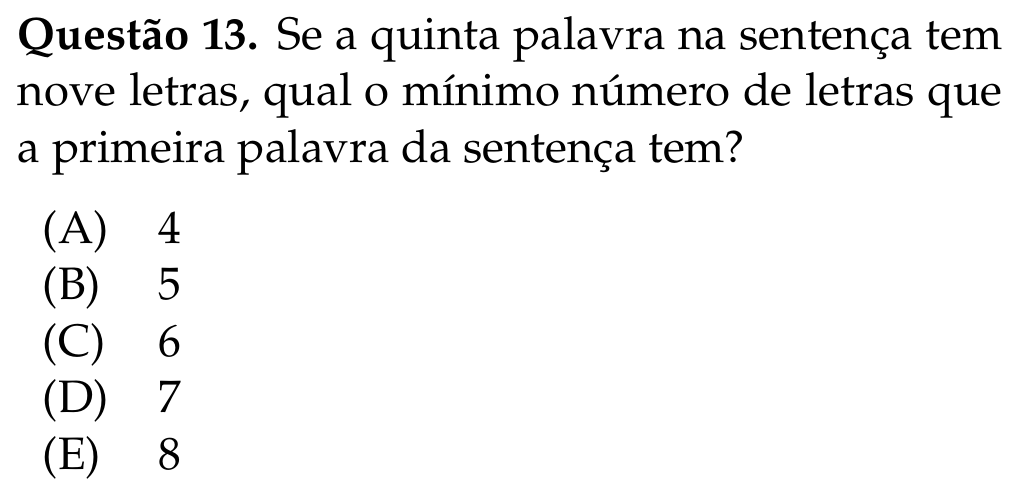 Questão 13. Se a quinta palavra na sentença tem
nove letras, qual o mínimo número de letras que
a primeira palavra da sentença tem?
(A) 4
(B) 5
(C) 6
(D) 7
(E) 8